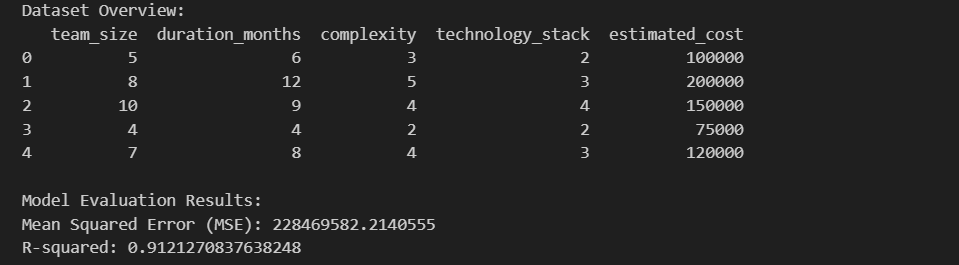 Dataset Overview:
team_size duration_months complexity technology_stack estimated_cost
0 5 6 3 2 100000
1 8 12 5 3 200000
2 10 9 4 4 150000
3 4 4 2 2 75000
4 7 8 4 3 120000
Model Evaluation Results:
Mean Squared Error (MSE): 228469582.2140555
R-squared: 0.9121270837638248